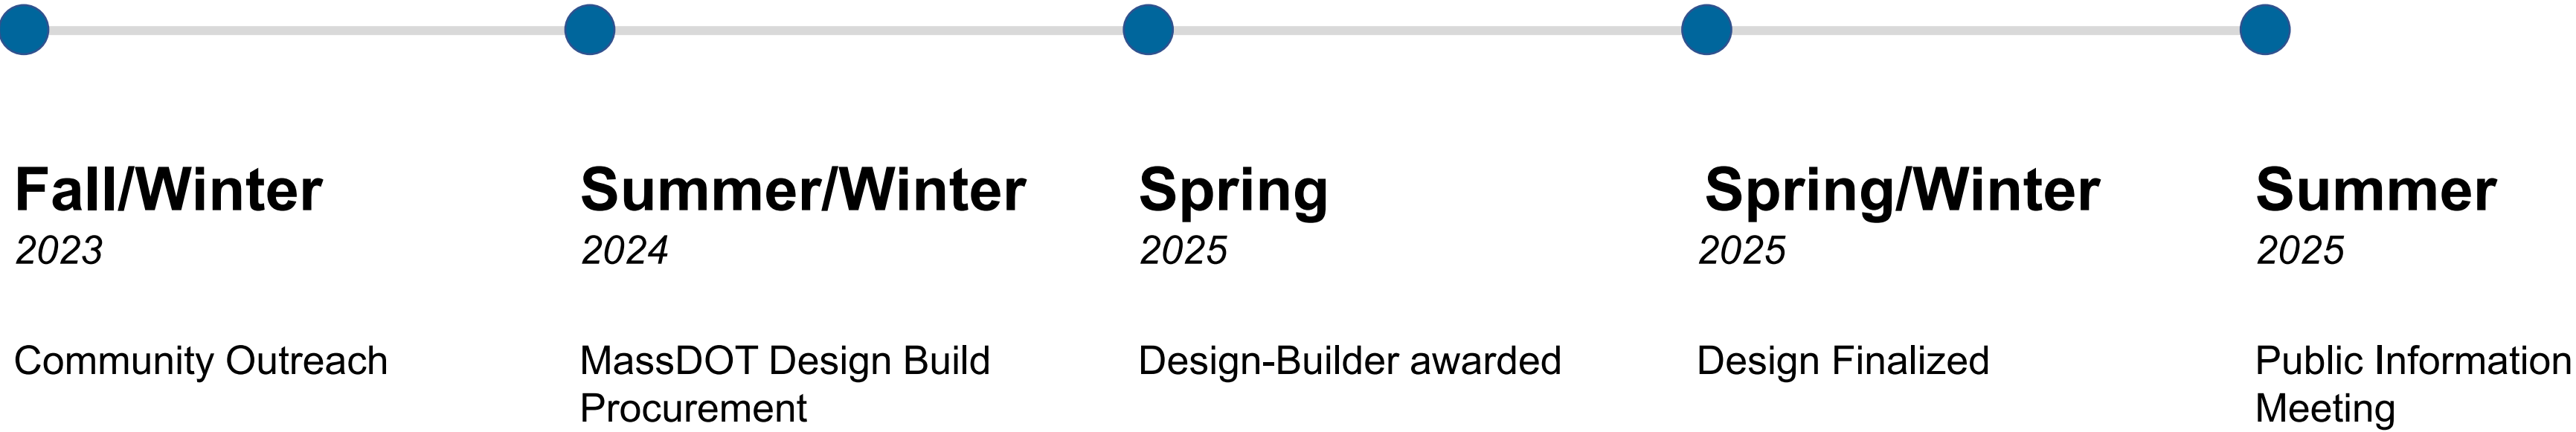 Fall/Winter
2023
Community Outreach
Summer/Winter
2024
MassDOT Design Build
Procurement
Spring
2025
Design-Builder awarded
Spring/Winter
2025
Design Finalized
Summer
2025
Public Information
Meeting